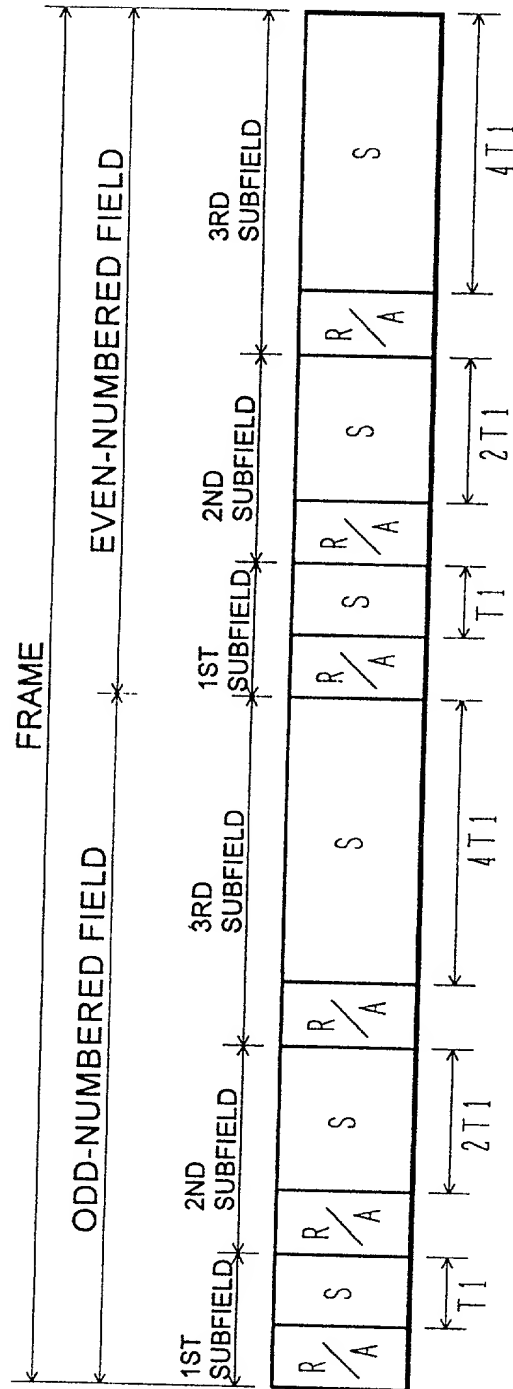 FRAME
ODD-NUMBERED FIELD
EVEN-NUMBERED FIELD
1ST
SUBFIELD
2ND
SUBFIELD
3RD
SUBFIELD
1ST
SUBFIELD
2ND
SUBFIELD
3RD
SUBFIELD
R/A
S
R/A
S
R/A
S
R/A
S
R/A
S
R/A
S
T1
2T1
4T1
T1
2T1
4T1